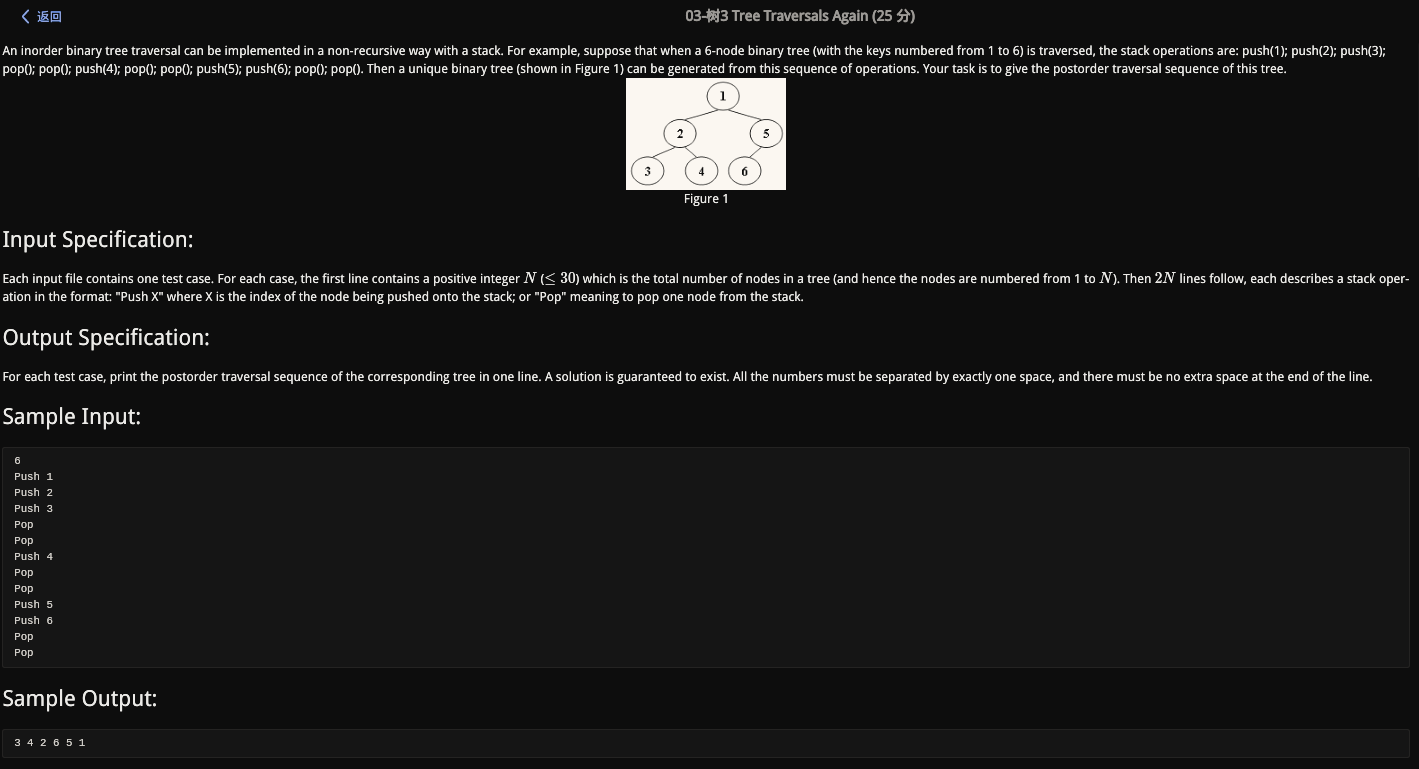 返回
03-树3 Tree Traversals Again (25 分)
An inorder binary tree traversal can be implemented in a non-recursive way with a stack. For example, suppose that when a 6-node binary tree (with the keys numbered from 1 to 6) is traversed, the stack operations are: push(1); push(2); push(3);
pop(); pop(); push(4); pop(); pop(); push(5); push(6); pop(); pop(). Then a unique binary tree (shown in Figure 1) can be generated from this sequence of operations. Your task is to give the postorder traversal sequence of this tree.
1
2 5
3 4 6
Figure 1
Input Specification:
Each input file contains one test case. For each case, the first line contains a positive integer N (≤ 30) which is the total number of nodes in a tree (and hence the nodes are numbered from 1 to N). Then 2N lines follow, each describes a stack oper-
ation in the format: "Push X" where X is the index of the node being pushed onto the stack; or "Pop" meaning to pop one node from the stack.
Output Specification:
For each test case, print the postorder traversal sequence of the corresponding tree in one line. A solution is guaranteed to exist. All the numbers must be separated by exactly one space, and there must be no extra space at the end of the line.
Sample Input:
6
Push 1
Push 2
Push 3
Pop
Pop
Push 4
Pop
Pop
Push 5
Push 6
Pop
Pop
Sample Output:
3 4 2 6 5 1